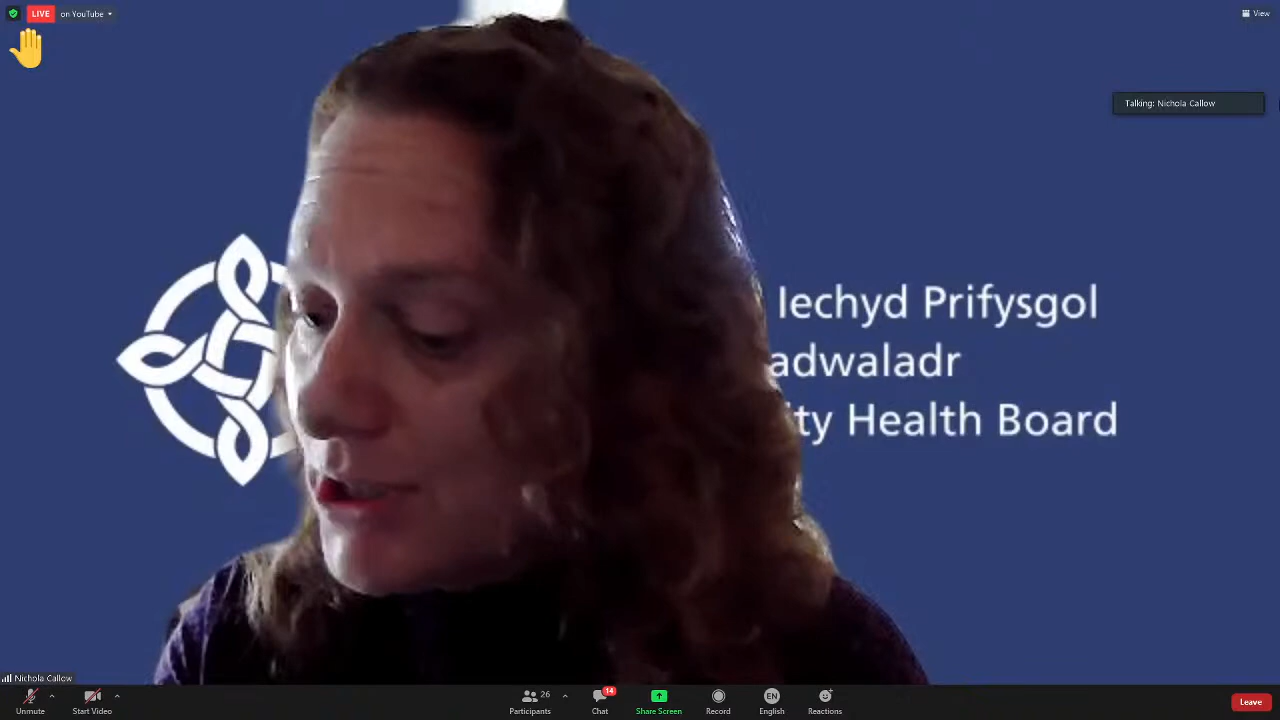 LIVE on YouTube
View
Talking: Nichola Callow
Iechyd Prifysgol
adwaladr
ity Health Board
Nichola Callow
Unmute
Start Video
26
Participants
14
Chat
Share Screen
Record
EN
English
Reactions
Leave